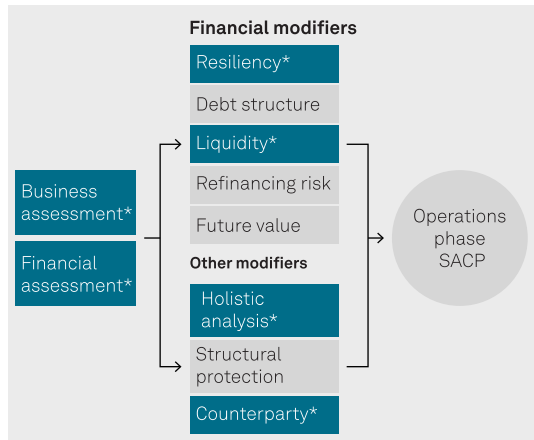 Financial modifiers
Resiliency*
Debt structure
Liquidity*
Refinancing risk
Future value
Business
assessment*
Financial
assessment*
Other modifiers
Holistic
analysis*
Structural
protection
Counterparty*
Operations
phase
SACP